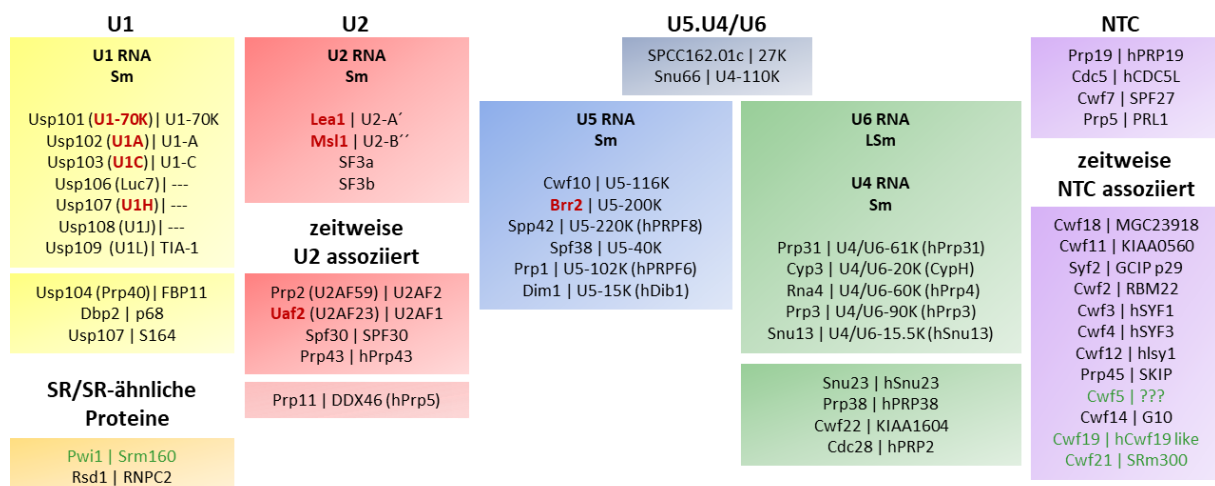 U1
U1 RNA
Sm
Usp101 (U1-70K)| U1-70K
Usp102 (U1A)| U1-A
Usp103 (U1C)| U1-C
Usp106 (Luc7)| ---
Usp107 (U1H)| ---
Usp108 (U1J)| ---
Usp109 (U1L)| TIA-1
Usp104 (Prp40)| FBP11
Dbp2 | p68
Usp107 | S164
SR/SR-ähnliche
Proteine
Pwi1 | Srm160
Rsd1 | RNPC2
U2
U2 RNA
Sm
Lea1 | U2-A´
Msl1 | U2-B´´
SF3a
SF3b
zeitweise
U2 assoziiert
Prp2 (U2AF59) | U2AF2
Uaf2 (U2AF23) | U2AF1
Spf30 | SPF30
Prp43 | hPrp43
Prp11 | DDX46 (hPrp5)
U5.U4/U6
SPCC162.01c | 27K
Snu66 | U4-110K
U5 RNA
Sm
Cwf10 | U5-116K
Brr2 | U5-200K
Spp42 | U5-220K (hPRPF8)
Spf38 | U5-40K
Prp1 | U5-102K (hPRPF6)
Dim1 | U5-15K (hDib1)
U6 RNA
LSm
U4 RNA
Sm
Prp31 | U4/U6-61K (hPrp31)
Cyp3 | U4/U6-20K (CypH)
Rna4 | U4/U6-60K (hPrp4)
Prp3 | U4/U6-90K (hPrp3)
Snu13 | U4/U6-15.5K (hSnu13)
Snu23 | hSnu23
Prp38 | hPRP38
Cwf22 | KIAA1604
Cdc28 | hPRP2
NTC
Prp19 | hPRP19
Cdc5 | hCDC5L
Cwf7 | SPF27
Prp5 | PRL1
zeitweise
NTC assoziiert
Cwf18 | MGC23918
Cwf11 | KIAA0560
Syf2 | GCIP p29
Cwf2 | RBM22
Cwf3 | hSYF1
Cwf4 | hSYF3
Cwf12 | hIsy1
Prp45 | SKIP
Cwf5 | ???
Cwf14 | G10
Cwf19 | hCwf19 like
Cwf21 | SRm300